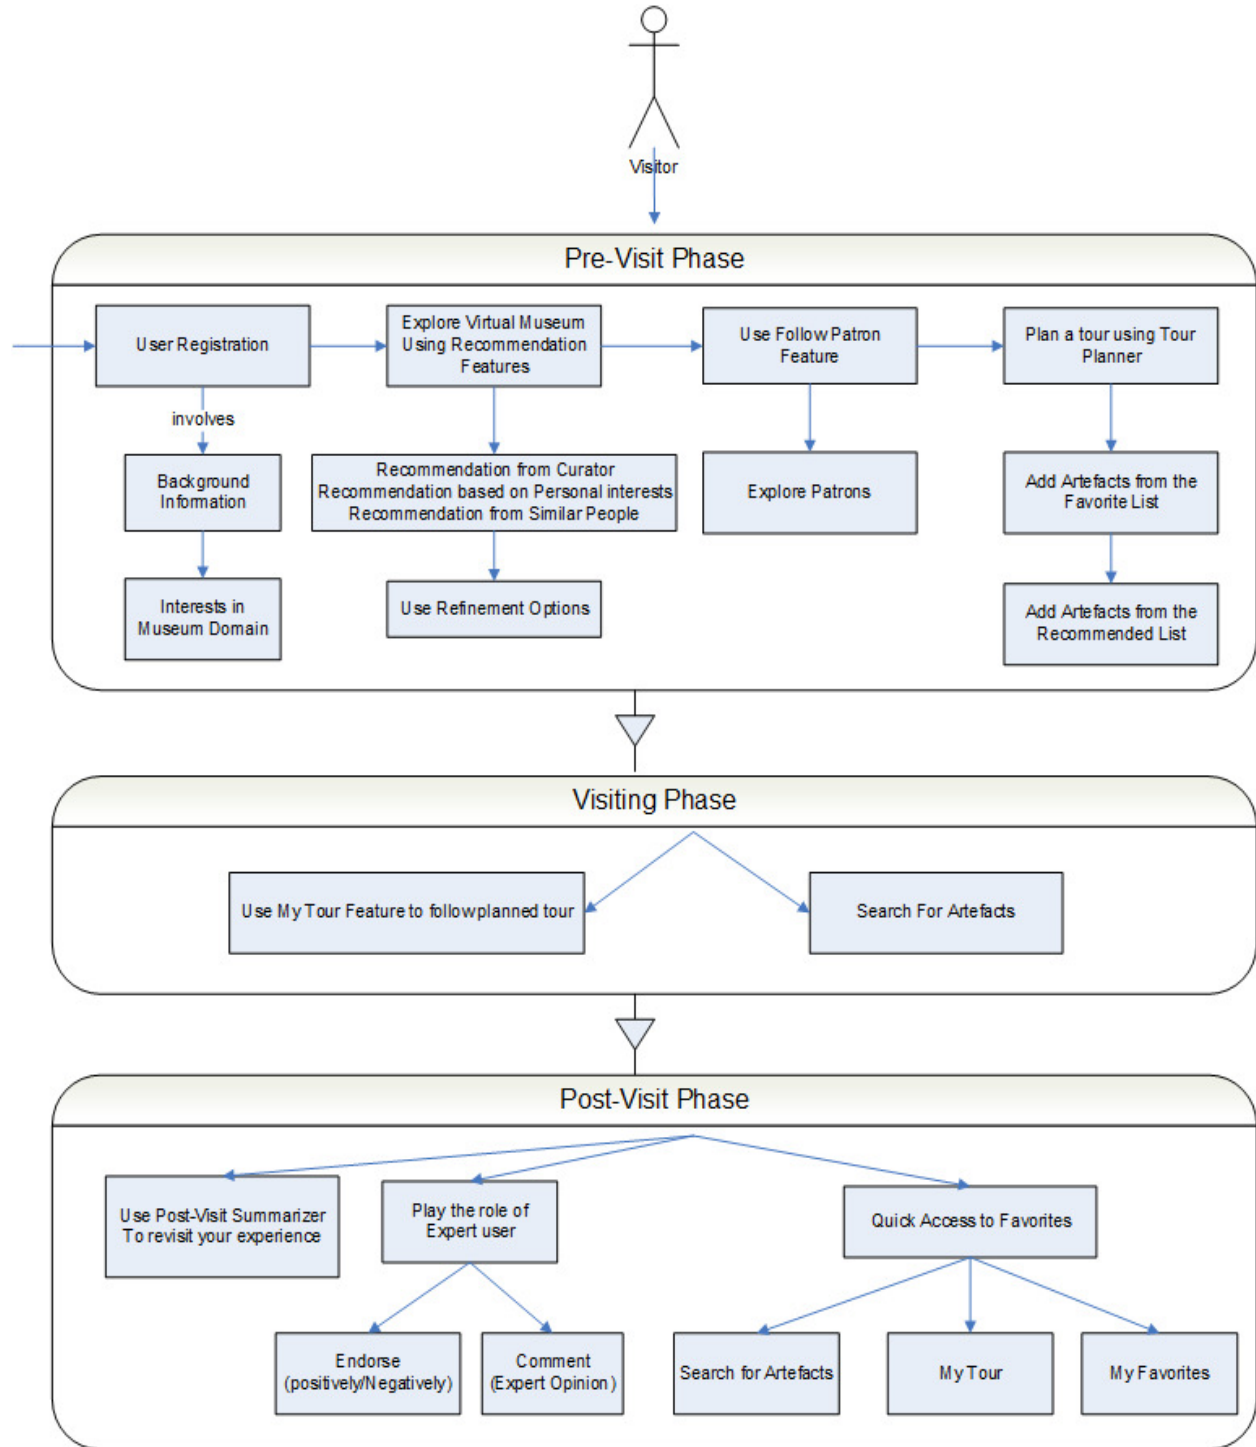 Visitor
Pre-Visit Phase
User Registration
Explore Virtual Museum
Using Recommendation
Features
Use Follow Patron
Feature
Plan a tour using Tour
Planner
involves
Background
Information
Recommendation from Curator
Recommendation based on Personal interests
Recommendation from Similar People
Explore Patrons
Add Artefacts from the
Favorite List
Interests in
Museum Domain
Use Refinement Options
Add Artefacts from the
Recommended List
Visiting Phase
Use My Tour Feature to followplanned tour
Search For Artefacts
Post-Visit Phase
Use Post-Visit Summarizer
To revisit your experience
Play the role of
Expert user
Quick Access to Favorites
Endorse
(positively/Negatively)
Comment
(Expert Opinion)
Search for Artefacts
My Tour
My Favorites